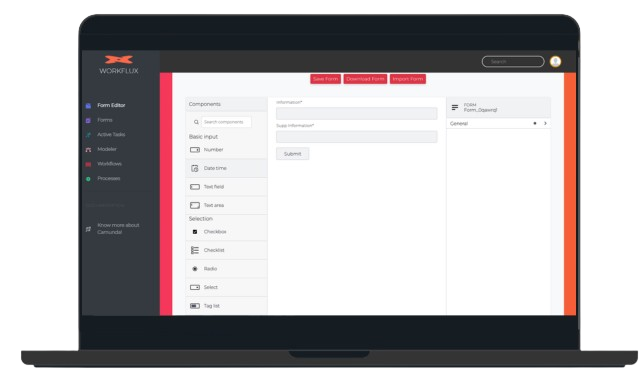 WORKFLUX
Search
Save Form Download Form Import Form
Form Editor
Forms
Active Tasks
Modeler
Workflows
Processes
Know more about
Camunda!
Components
Search components
Basic input
Number
Date time
Text field
Text area
Selection
Checkbox
Checklist
Radio
Select
Tag list
Information*
Supp Information*
Submit
FORM
General